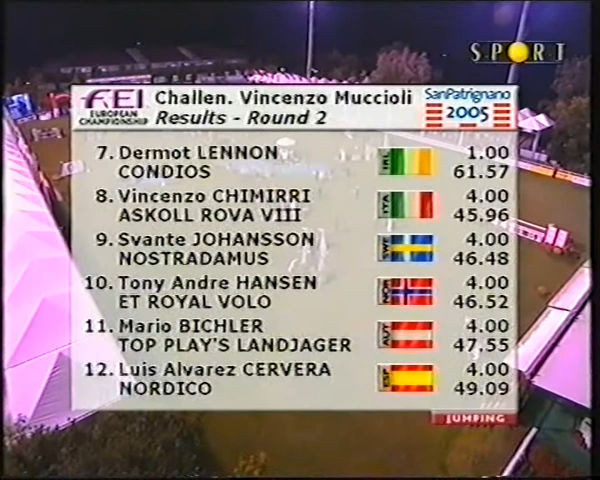 SPORT
FEI
EUROPEAN
CHAMPIONSHIP
Challen. Vincenzo Muccioli
Results - Round 2
SanPatrignano
2005
7. Dermot LENNON IRL 1.00
CONDIOS 61.57
8. Vincenzo CHIMIRRI ITA 4.00
ASKOLL ROVA VIII 45.96
9. Svante JOHANSSON SWE 4.00
NOSTRADAMUS 46.48
10. Tony Andre HANSEN NOR 4.00
ET ROYAL VOLO 46.52
11. Mario BICHLER AUT 4.00
TOP PLAY'S LANDJAGER 47.55
12. Luis Alvarez CERVERA ESP 4.00
NORDICO 49.09
JUMPING